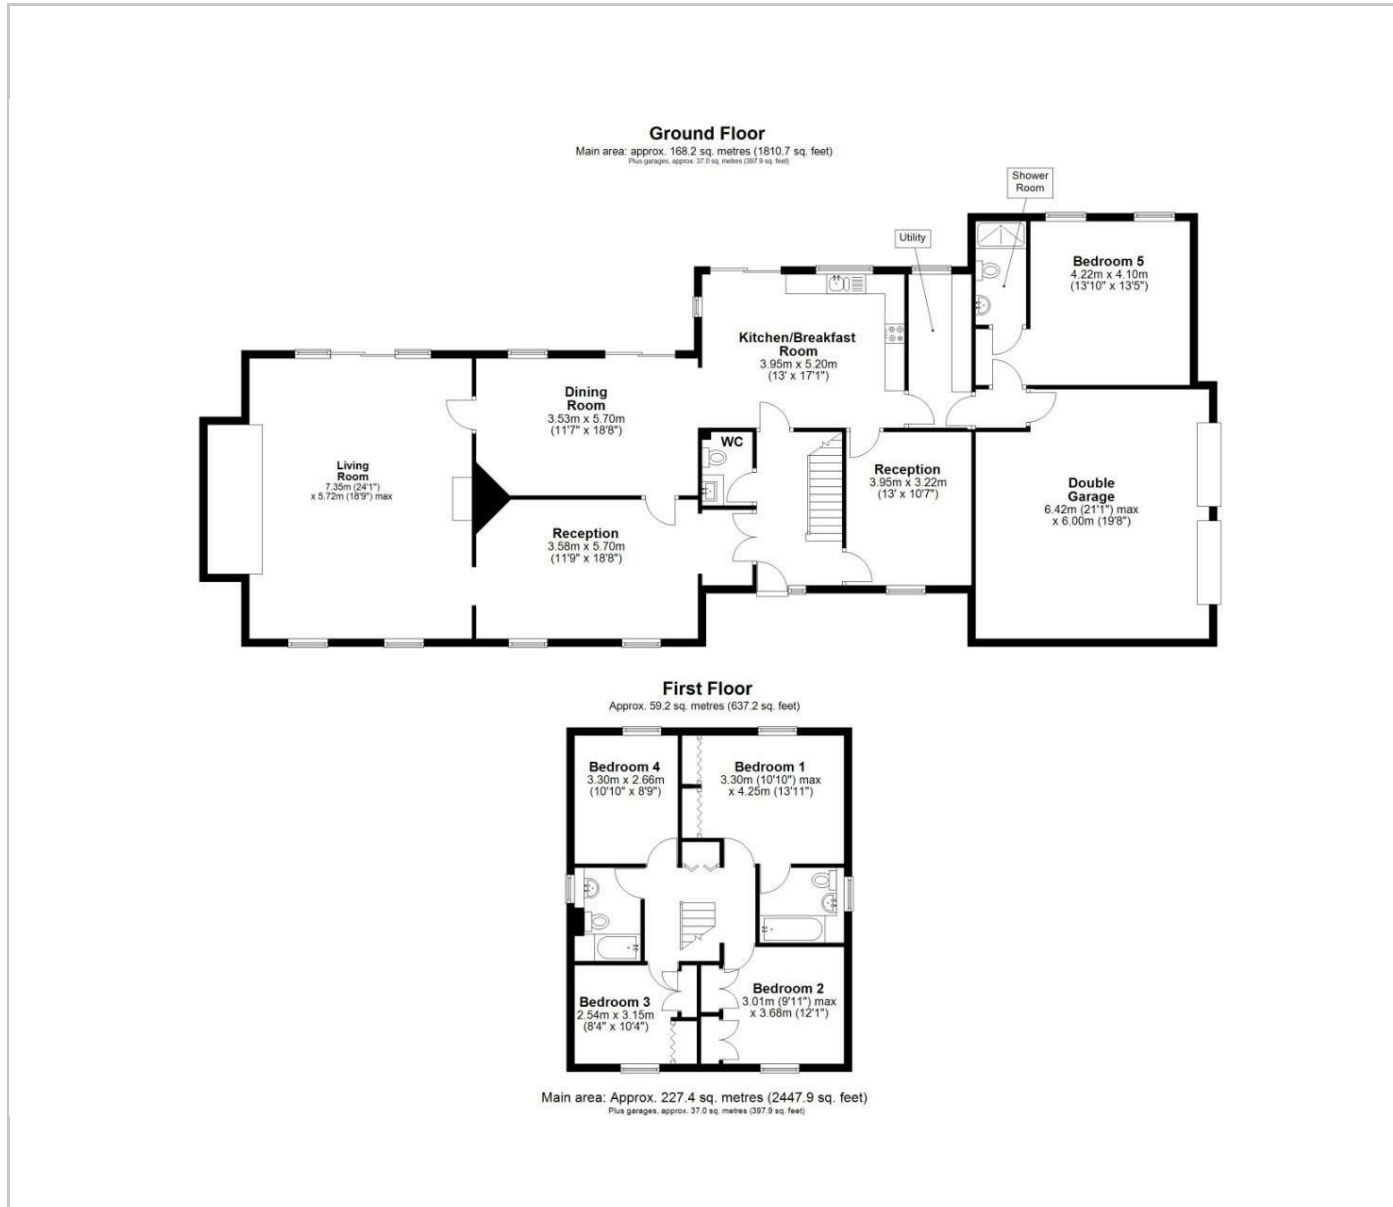 Ground Floor
Main area: approx. 168.2 sq. metres (1810.7 sq. feet)
Plus garages, approx. 37.0 sq. metres (397.9 sq. feet)
Shower
Room
Utility
Bedroom 5
4.22m x 4.10m
(13'10" x 13'5")
Kitchen/Breakfast
Room
3.95m x 5.20m
(13' x 17'1")
Dining
Room
3.53m x 5.70m
(11'7" x 18'8")
WC
Living
Room
7.35m (24'1")
x 5.72m (18'9") max
Reception
3.95m x 3.22m
(13' x 10'7")
Double
Garage
6.42m (21'1") max
x 6.00m (19'8")
Reception
3.58m x 5.70m
(11'9" x 18'8")
First Floor
Approx. 59.2 sq. metres (637.2 sq. feet)
Bedroom 4
3.30m x 2.66m
(10'10" x 8'9")
Bedroom 1
3.30m (10'10") max
x 4.25m (13'11")
Bedroom 3
2.54m x 3.15m
(8'4" x 10'4")
Bedroom 2
3.01m (9'11") max
x 3.68m (12'1")
Main area: Approx. 227.4 sq. metres (2447.9 sq. feet)
Plus garages, approx. 37.0 sq. metres (397.9 sq. feet)